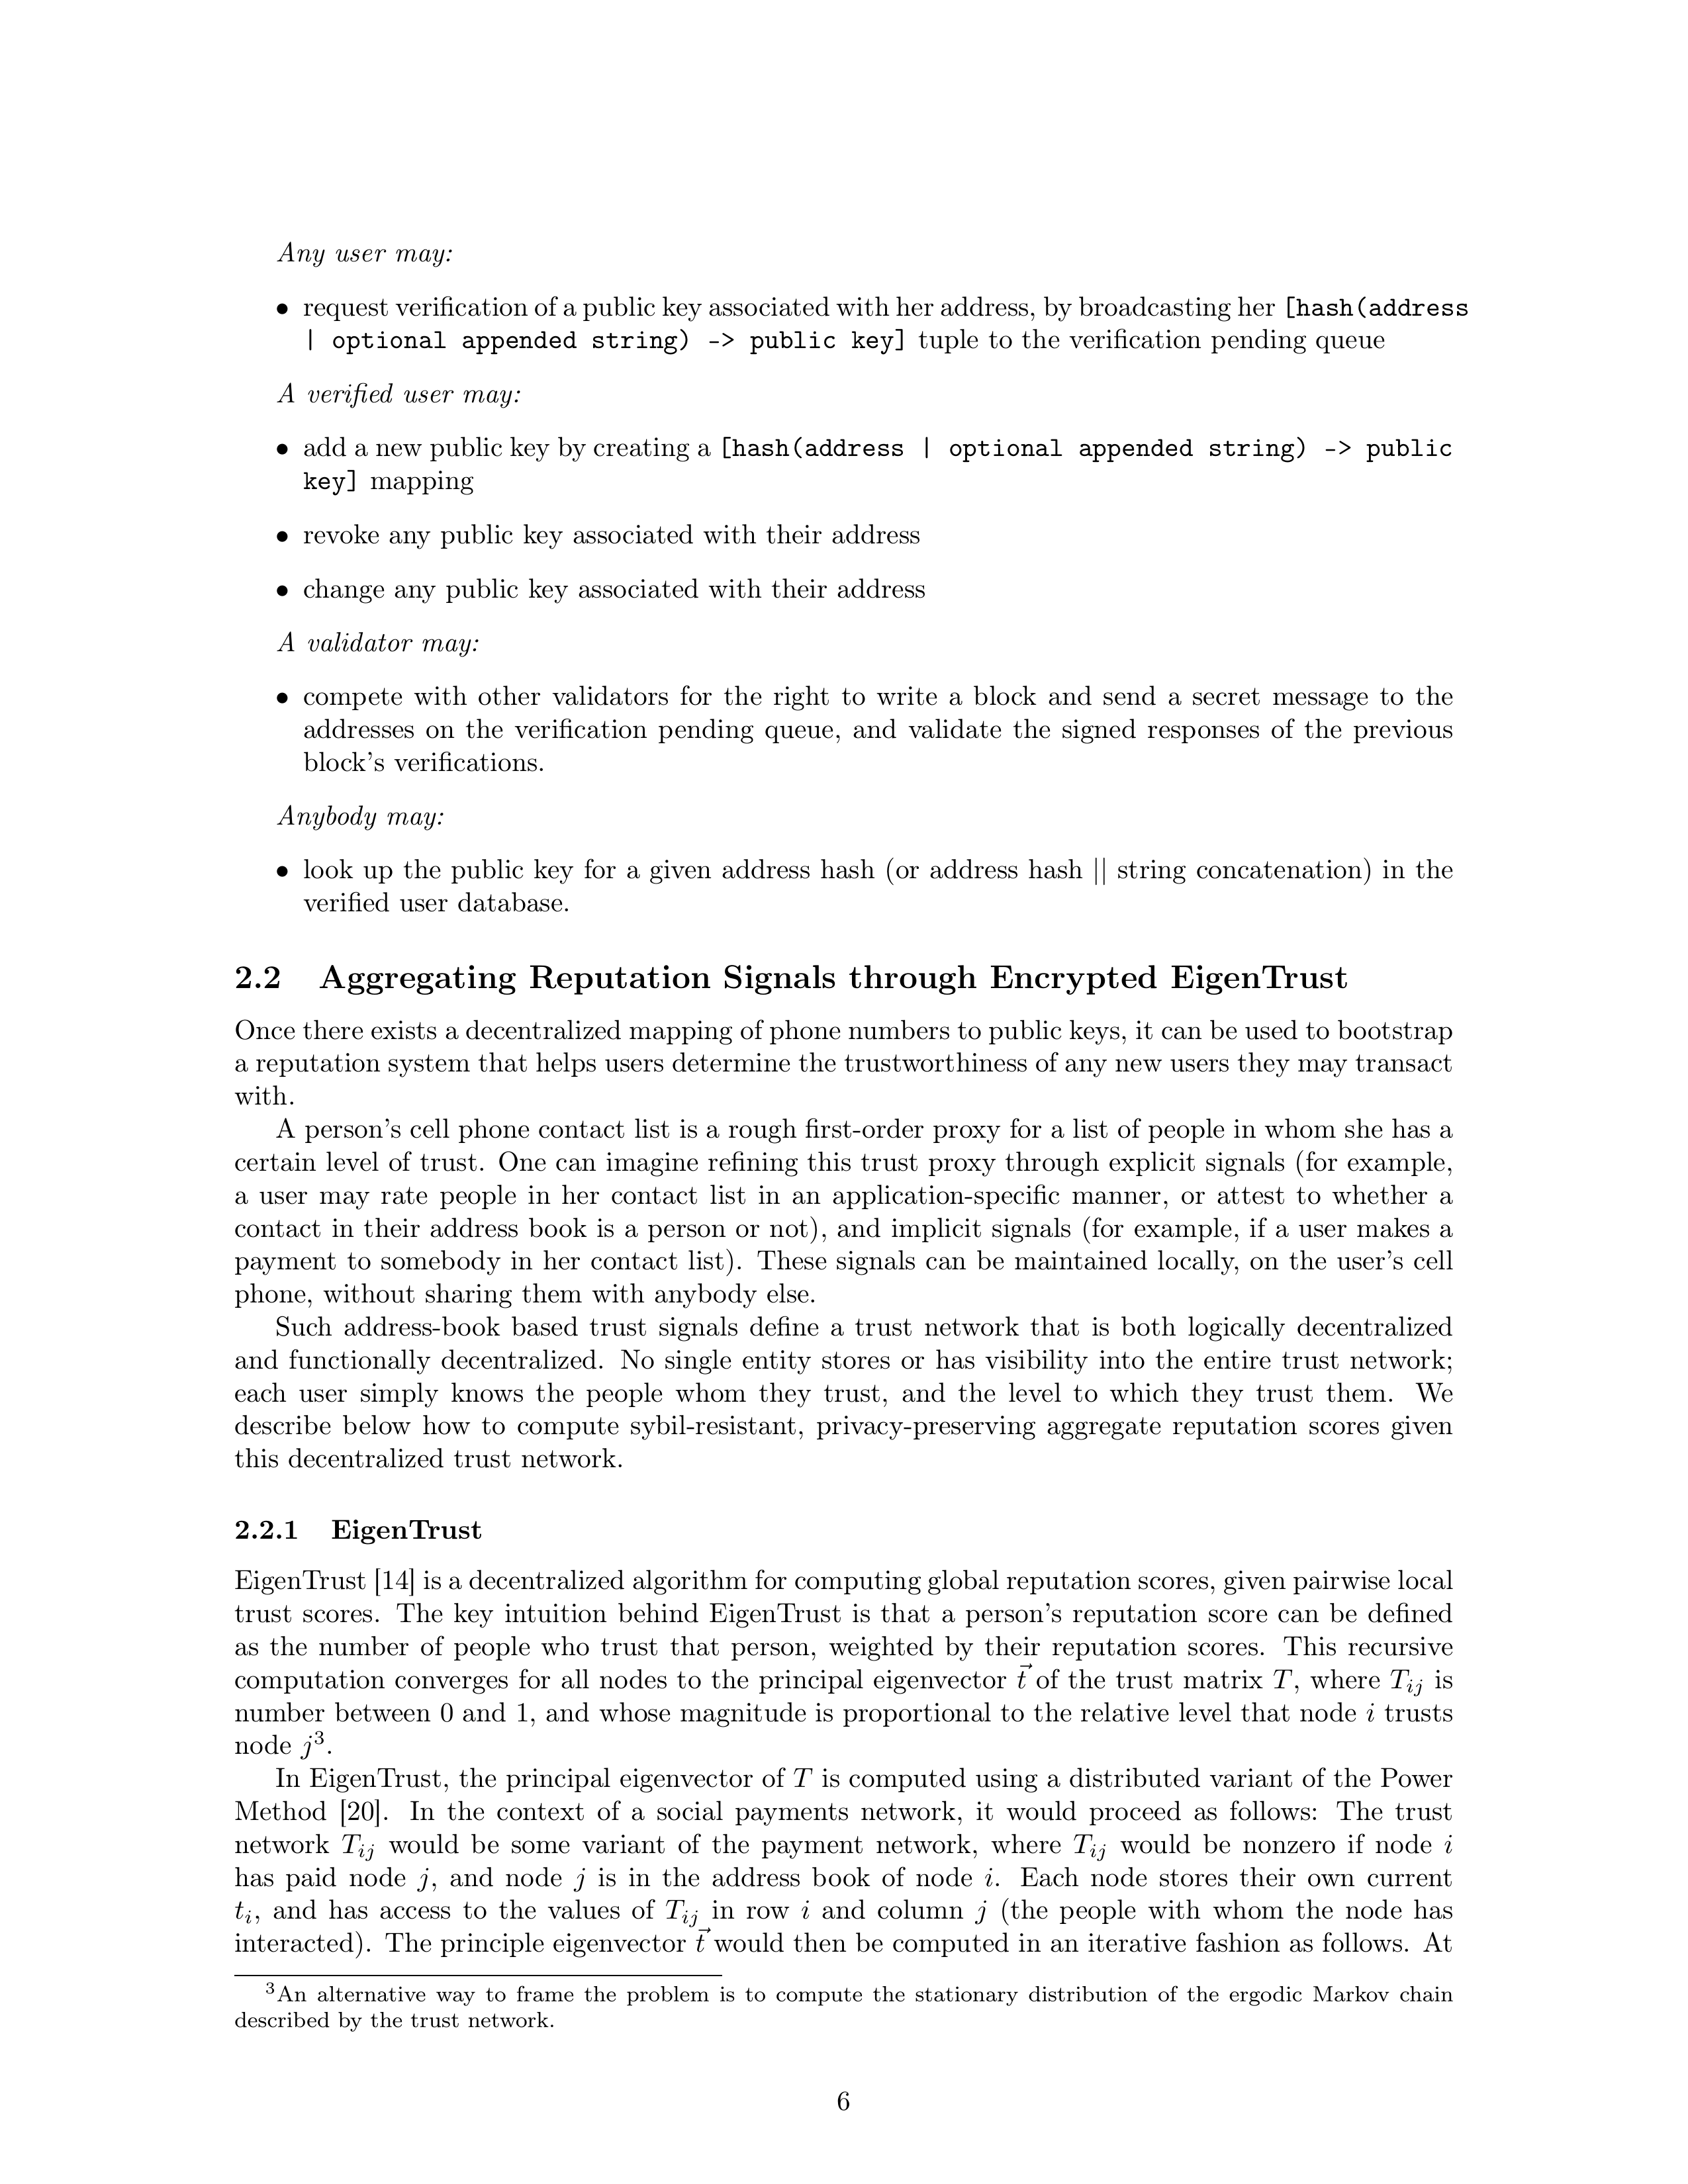 Any user may:
• request verification of a public key associated with her address, by broadcasting her [hash(address
| optional appended string) -> public key] tuple to the verification pending queue
A verified user may:
• add a new public key by creating a [hash(address | optional appended string) -> public
key] mapping
• revoke any public key associated with their address
• change any public key associated with their address
A validator may:
• compete with other validators for the right to write a block and send a secret message to the
addresses on the verification pending queue, and validate the signed responses of the previous
block's verifications.
Anybody may:
• look up the public key for a given address hash (or address hash || string concatenation) in the
verified user database.
2.2 Aggregating Reputation Signals through Encrypted EigenTrust
Once there exists a decentralized mapping of phone numbers to public keys, it can be used to bootstrap
a reputation system that helps users determine the trustworthiness of any new users they may transact
with.
A person's cell phone contact list is a rough first-order proxy for a list of people in whom she has a
certain level of trust. One can imagine refining this trust proxy through explicit signals (for example,
a user may rate people in her contact list in an application-specific manner, or attest to whether a
contact in their address book is a person or not), and implicit signals (for example, if a user makes a
payment to somebody in her contact list). These signals can be maintained locally, on the user's cell
phone, without sharing them with anybody else.
Such address-book based trust signals define a trust network that is both logically decentralized
and functionally decentralized. No single entity stores or has visibility into the entire trust network;
each user simply knows the people whom they trust, and the level to which they trust them. We
describe below how to compute sybil-resistant, privacy-preserving aggregate reputation scores given
this decentralized trust network.
2.2.1 EigenTrust
EigenTrust [14] is a decentralized algorithm for computing global reputation scores, given pairwise local
trust scores. The key intuition behind EigenTrust is that a person's reputation score can be defined
as the number of people who trust that person, weighted by their reputation scores. This recursive
computation converges for all nodes to the principal eigenvector t⃗ of the trust matrix T, where Tᵢⱼ is
number between 0 and 1, and whose magnitude is proportional to the relative level that node i trusts
node j³.
In EigenTrust, the principal eigenvector of T is computed using a distributed variant of the Power
Method [20]. In the context of a social payments network, it would proceed as follows: The trust
network Tᵢⱼ would be some variant of the payment network, where Tᵢⱼ would be nonzero if node i
has paid node j, and node j is in the address book of node i. Each node stores their own current
tᵢ, and has access to the values of Tᵢⱼ in row i and column j (the people with whom the node has
interacted). The principle eigenvector t⃗ would then be computed in an iterative fashion as follows. At
³An alternative way to frame the problem is to compute the stationary distribution of the ergodic Markov chain
described by the trust network.
6